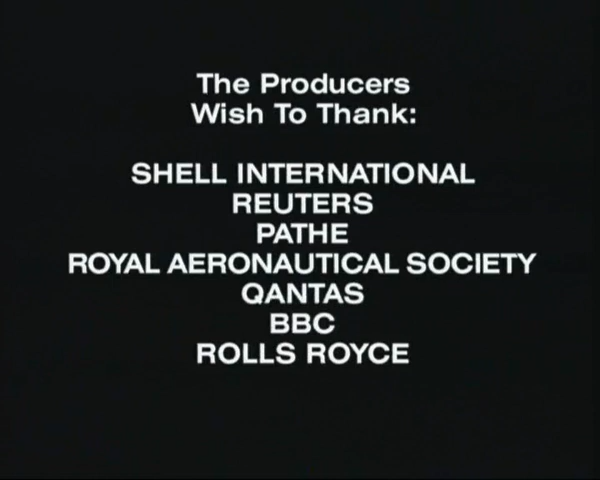 The Producers
Wish To Thank:
SHELL INTERNATIONAL
REUTERS
PATHE
ROYAL AERONAUTICAL SOCIETY
QANTAS
BBC
ROLLS ROYCE